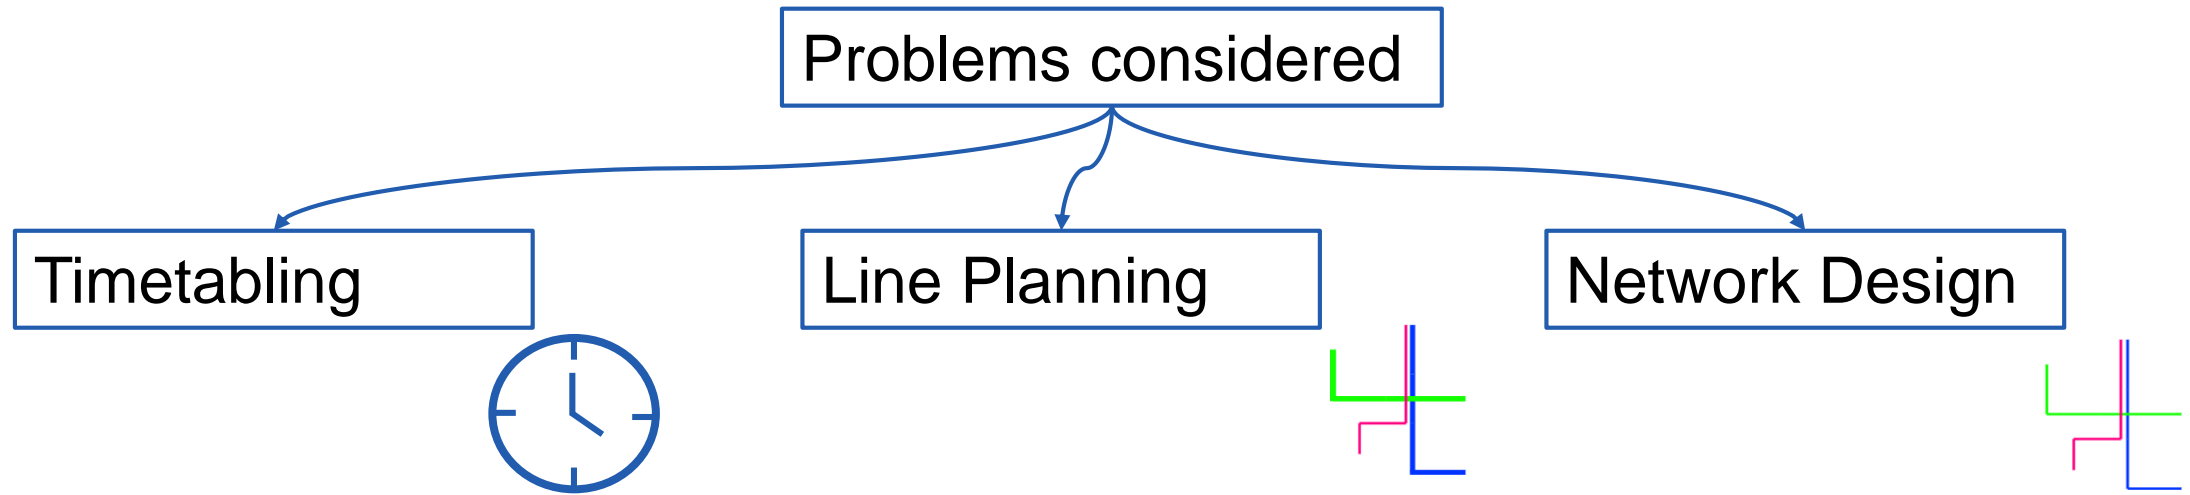 Problems considered
Timetabling
Line Planning
Network Design